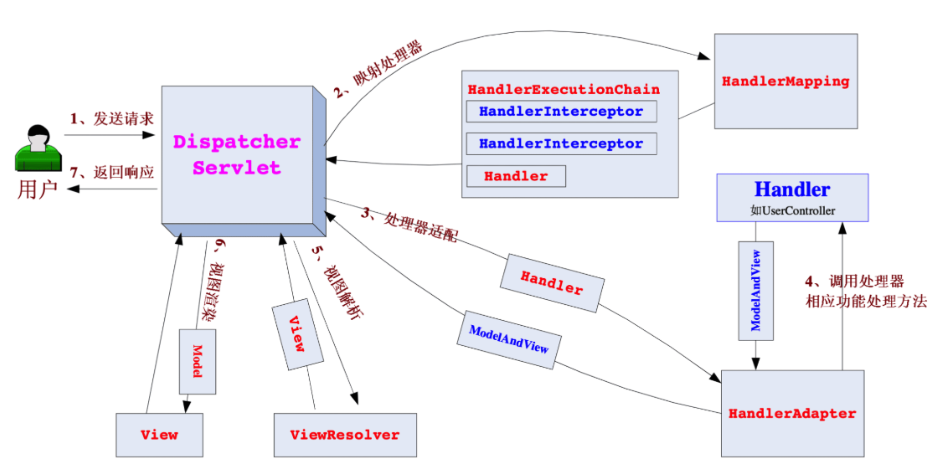 1、发送请求
7、返回响应
用户
Dispatcher
Servlet
2、映射处理器
HandlerExecutionChain
HandlerInterceptor
HandlerInterceptor
Handler
HandlerMapping
3、处理器适配
Handler
ModelAndView
Handler
如UserController
ModelAndView
4、调用处理器
相应功能处理方法
HandlerAdapter
5、视图解析
View
ViewResolver
6、视图渲染
Model
View